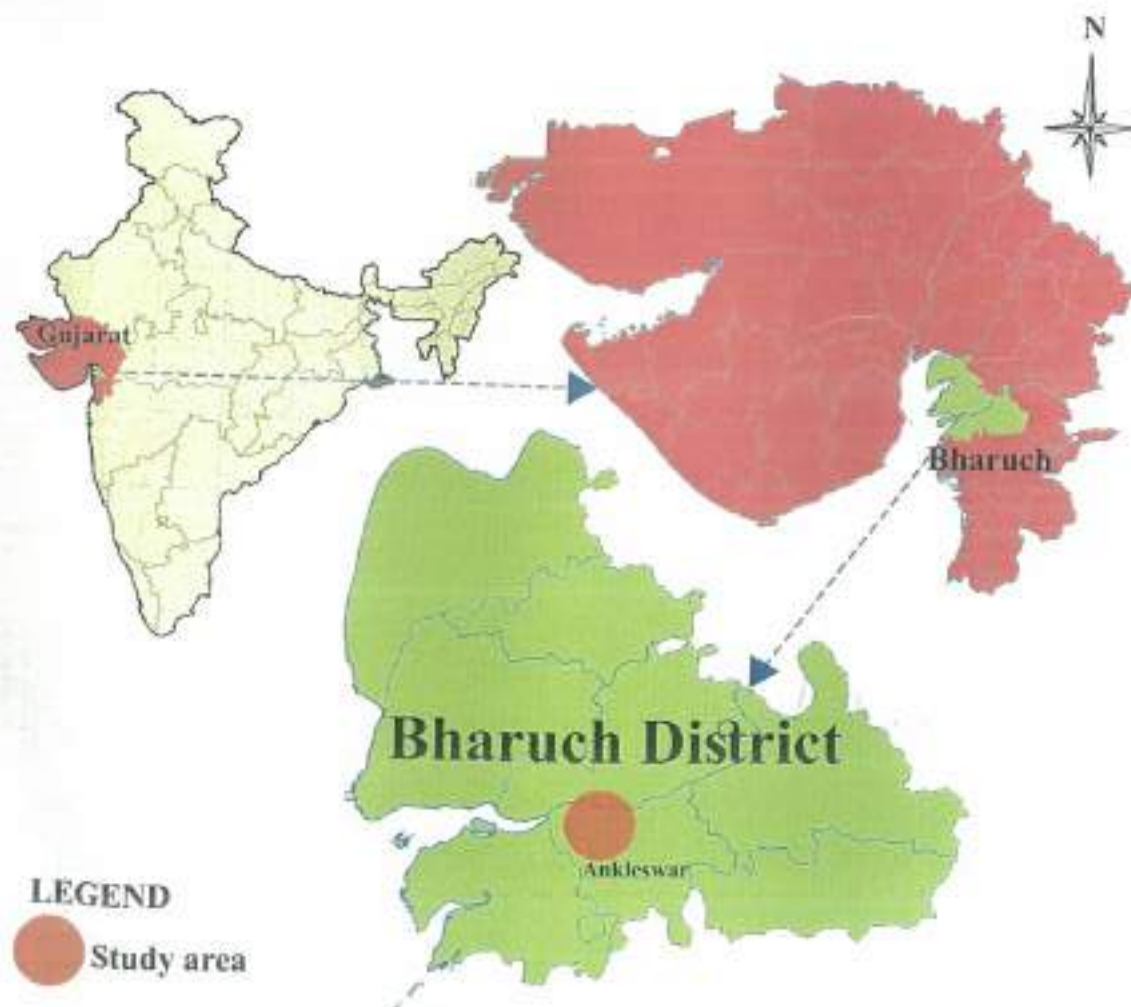 N
Gujarat
Bharuch
Bharuch District
Ankleswar
LEGEND
Study area